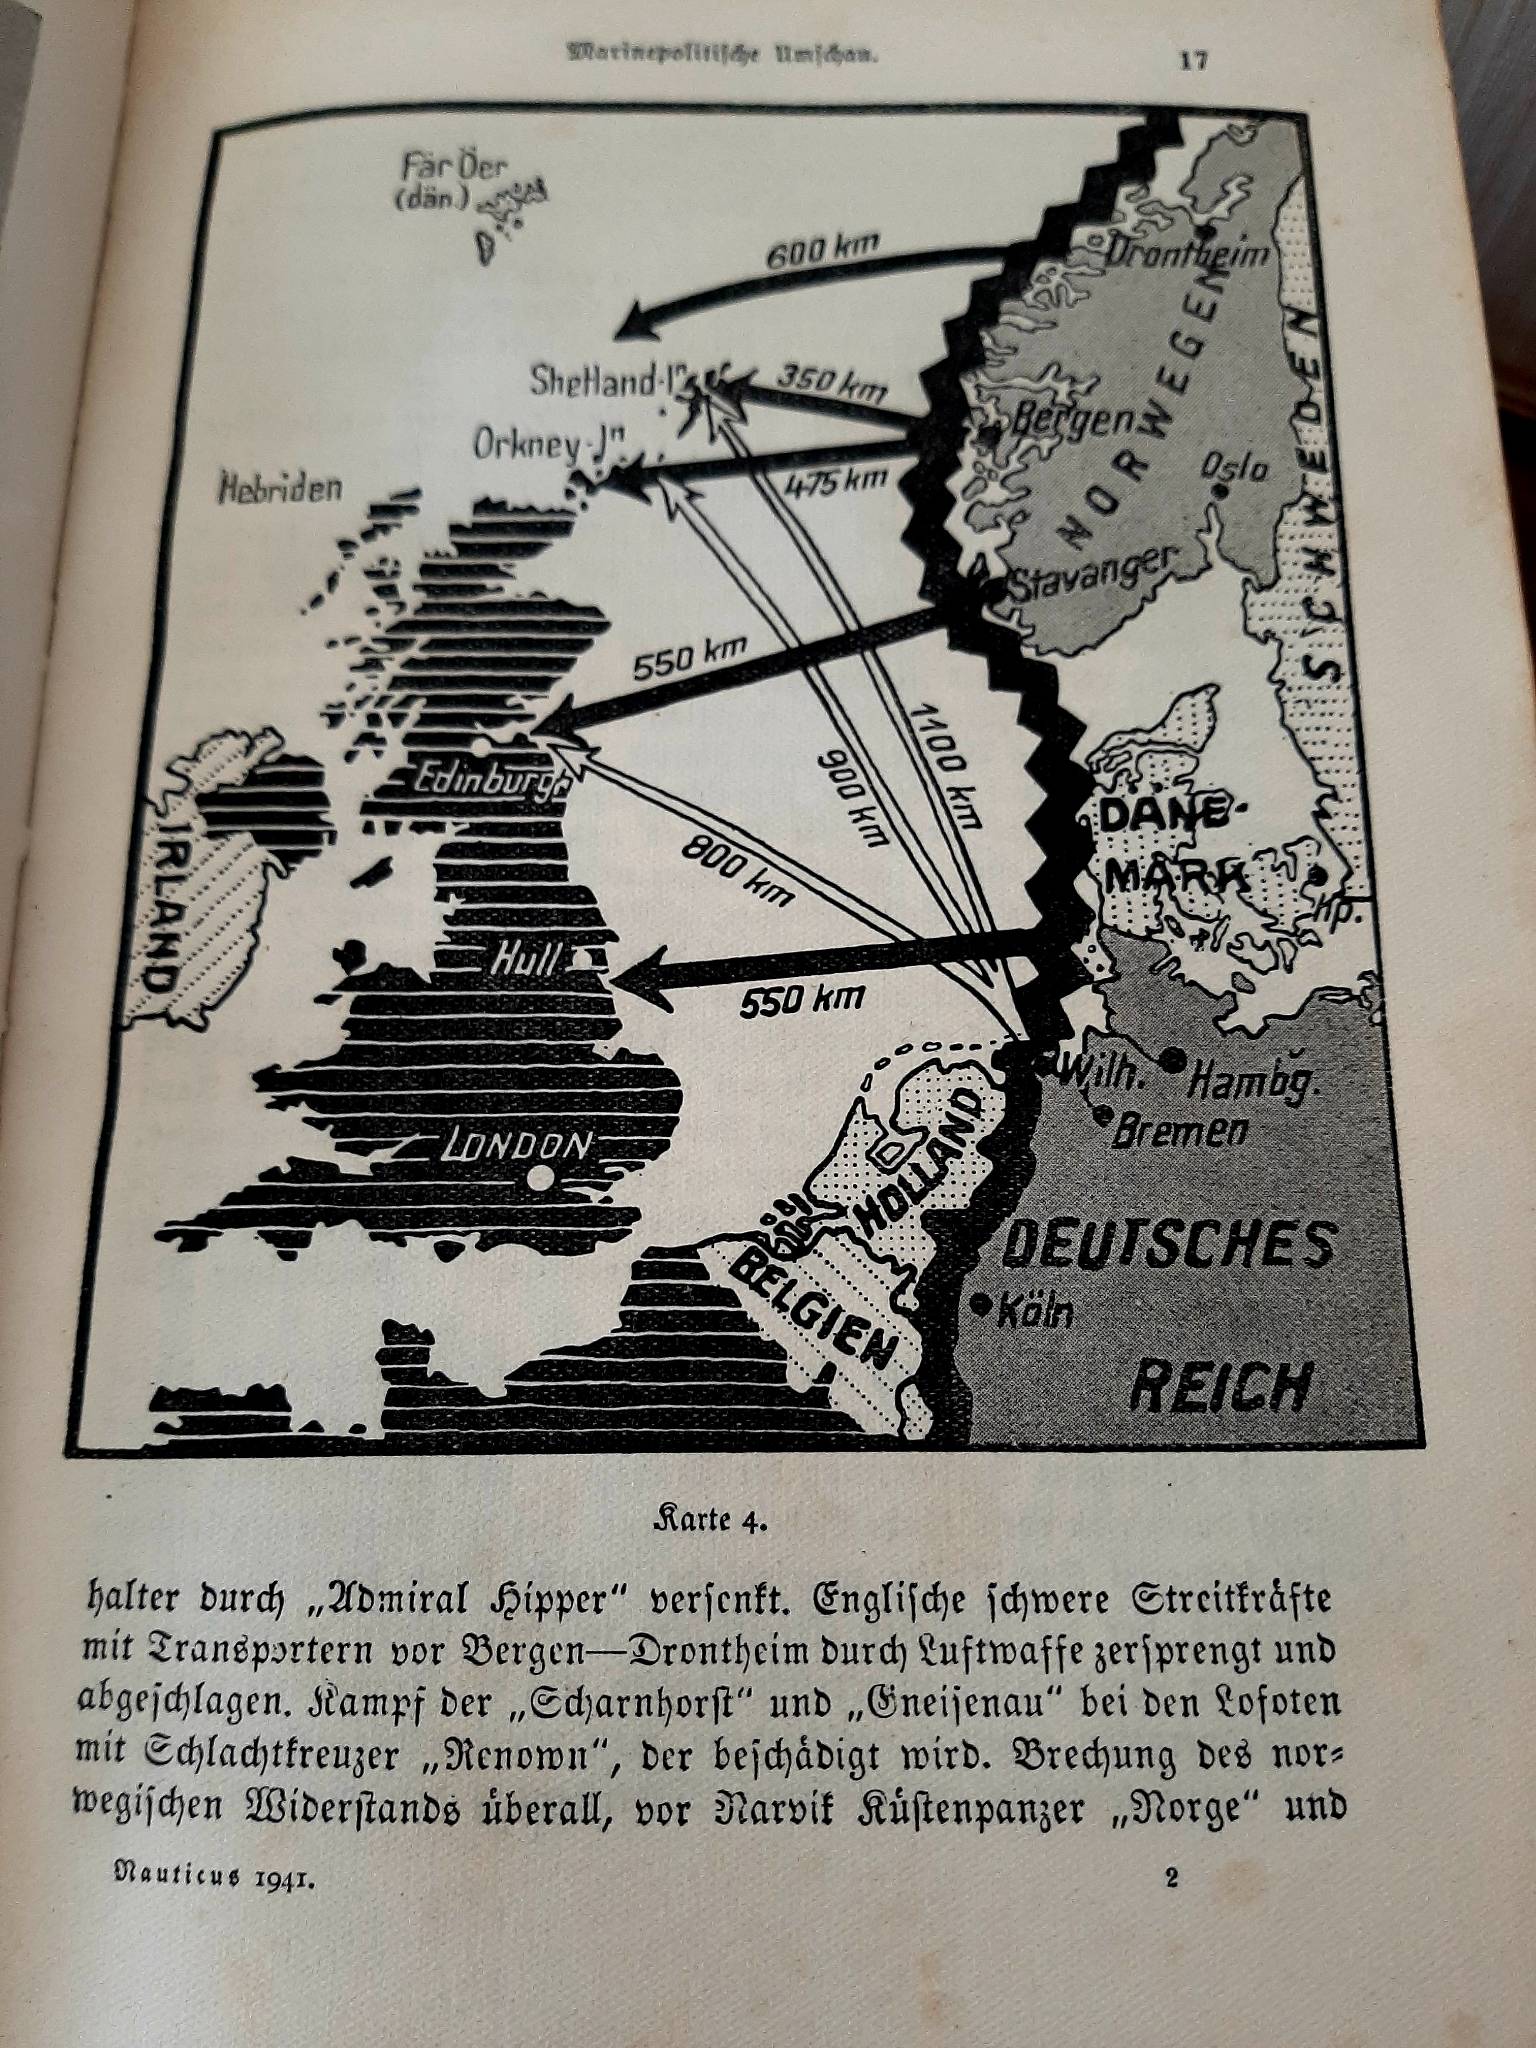 Marinepolitische Umschau. 17
Fär Öer
(dän.)
600 km
Drontheim
Shetland-Jn
350 km
NORWEGEN
SCHWEDEN
Bergen
Orkney-Jn
475 km
Oslo
Hebriden
Stavanger
550 km
1100 km
900 km
Edinburgh
DÄNE-
MARK
Kp.
800 km
IRLAND
Hull
550 km
Wilh.
Hambg.
Bremen
HOLLAND
LONDON
DEUTSCHES
BELGIEN
Köln
REICH
Karte 4.
halter durch „Admiral Hipper“ versenkt. Englische schwere Streitkräfte
mit Transportern vor Bergen—Drontheim durch Luftwaffe zersprengt und
abgeschlagen. Kampf der „Scharnhorst“ und „Gneisenau“ bei den Lofoten
mit Schlachtkreuzer „Renown“, der beschädigt wird. Brechung des nor-
wegischen Widerstands überall, vor Narvik Küstenpanzer „Norge“ und
Nauticus 1941. 2